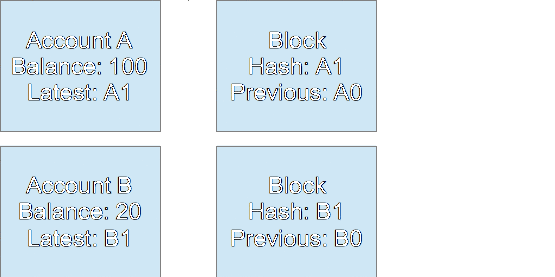 Account A
Balance: 100
Latest: A1
Block
Hash: A1
Previous: A0
Account B
Balance: 20
Latest: B1
Block
Hash: B1
Previous: B0